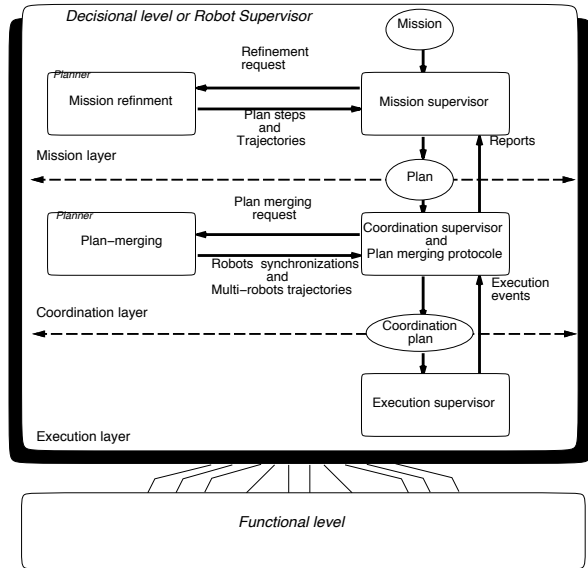 Decisional level or Robot Supervisor
Mission
Refinement
request
Planner
Mission refinment
Mission supervisor
Plan steps
and
Trajectories
Reports
Mission layer
Plan
Plan merging
request
Planner
Plan−merging
Coordination supervisor
and
Plan merging protocole
Robots synchronizations
and
Multi−robots trajectories
Execution
events
Coordination layer
Coordination
plan
Execution supervisor
Execution layer
Functional level